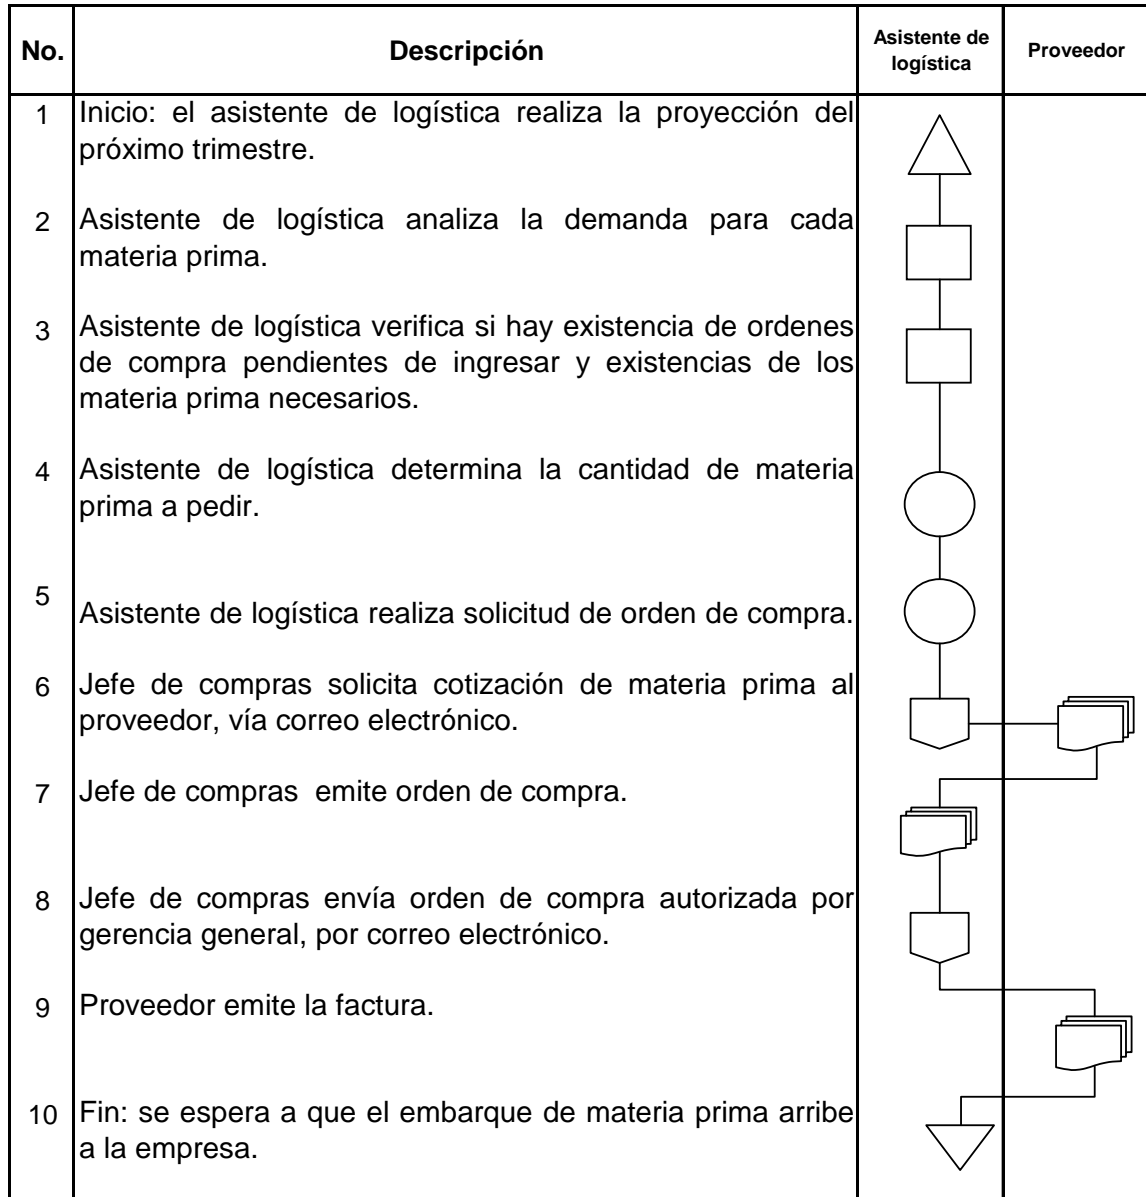 No.
Descripción
Asistente de
logística
Proveedor
1
Inicio: el asistente de logística realiza la proyección del
próximo trimestre.
2
Asistente de logística analiza la demanda para cada
materia prima.
3
Asistente de logística verifica si hay existencia de ordenes
de compra pendientes de ingresar y existencias de los
materia prima necesarios.
4
Asistente de logística determina la cantidad de materia
prima a pedir.
5
Asistente de logística realiza solicitud de orden de compra.
6
Jefe de compras solicita cotización de materia prima al
proveedor, vía correo electrónico.
7
Jefe de compras  emite orden de compra.
8
Jefe de compras envía orden de compra autorizada por
gerencia general, por correo electrónico.
9
Proveedor emite la factura.
10
Fin: se espera a que el embarque de materia prima arribe
a la empresa.